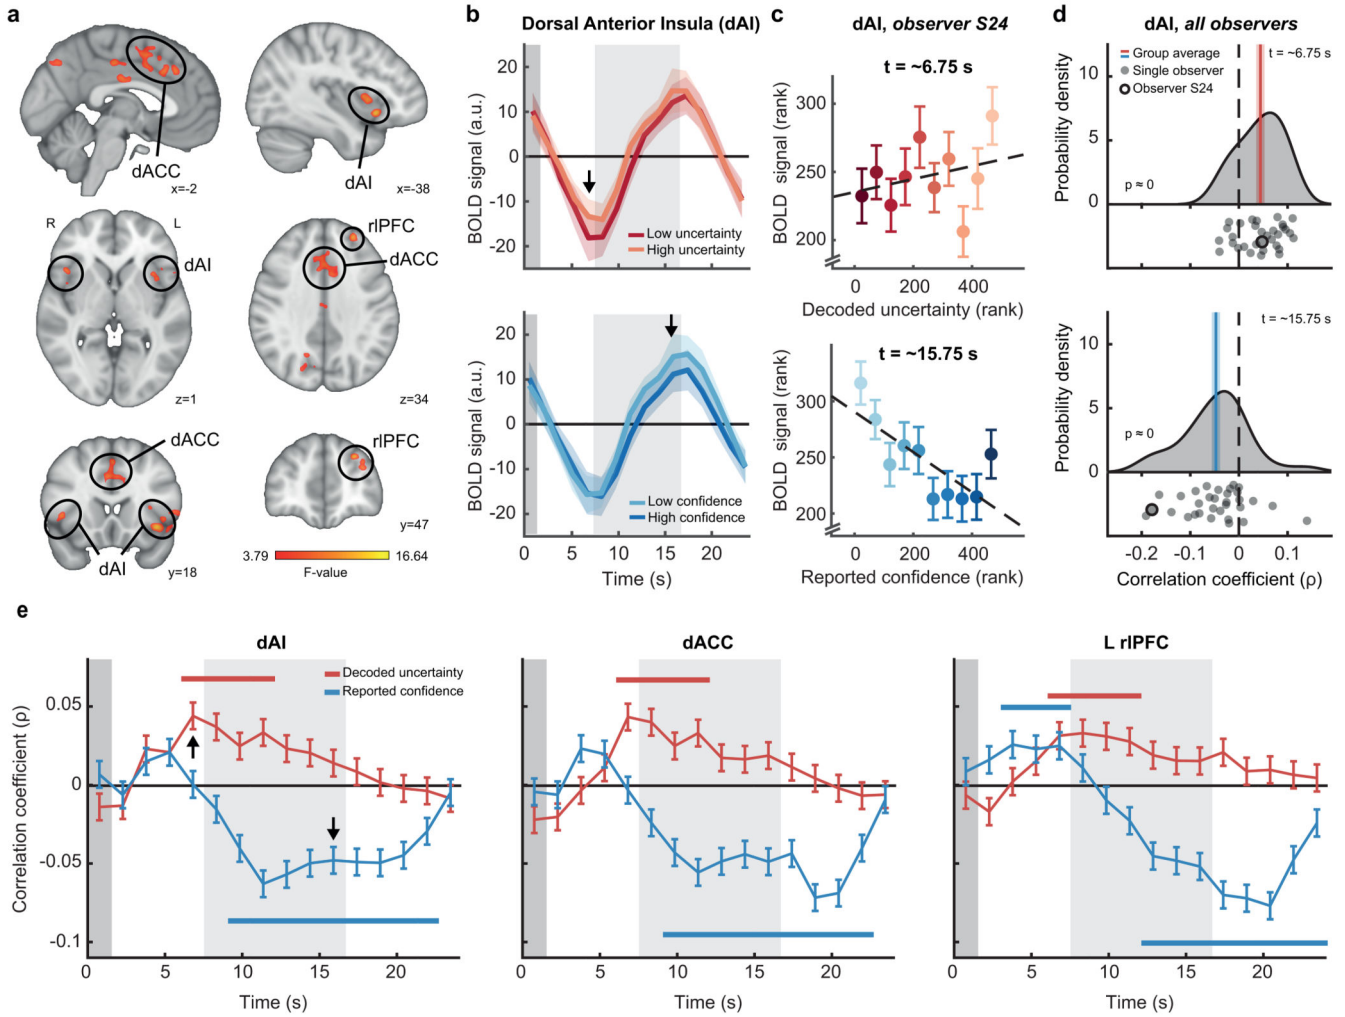 a
dACC
x=-2
dAI
x=-38
R
L
dAI
z=1
rlPFC
dACC
z=34
dACC
dAI
y=18
rlPFC
y=47
3.79
16.64
F-value
b
Dorsal Anterior Insula (dAI)
20
10
0
-10
-20
BOLD signal (a.u.)
Low uncertainty
High uncertainty
20
10
0
-10
-20
BOLD signal (a.u.)
Low confidence
High confidence
0
5
10
15
20
Time (s)
c
dAI, observer S24
t = ~6.75 s
300
250
200
BOLD signal (rank)
0
200
400
Decoded uncertainty (rank)
t = ~15.75 s
300
250
200
BOLD signal (rank)
0
200
400
Reported confidence (rank)
d
dAI, all observers
Group average
Single observer
Observer S24
t = ~6.75 s
10
5
0
Probability density
p ≈ 0
t = ~15.75 s
10
5
0
Probability density
p ≈ 0
-0.2
-0.1
0
0.1
Correlation coefficient (ρ)
e
dAI
Decoded uncertainty
Reported confidence
0.05
0
-0.05
-0.1
Correlation coefficient (ρ)
0
5
10
15
20
Time (s)
dACC
0
5
10
15
20
Time (s)
L rlPFC
0
5
10
15
20
Time (s)